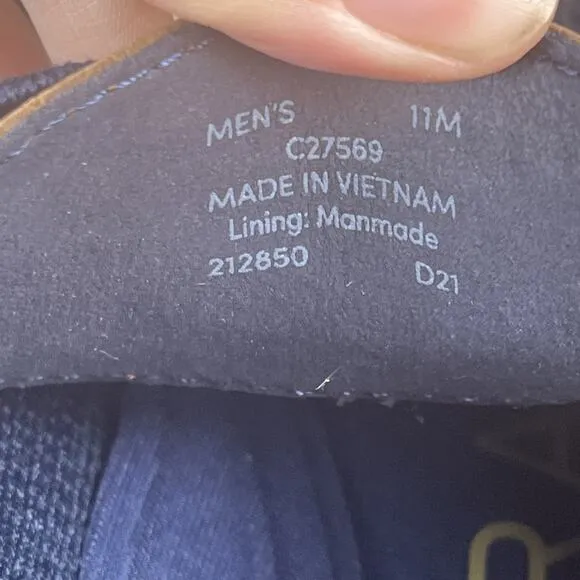 MEN'S 11M
C27569
MADE IN VIETNAM
Lining: Manmade
212850 D21